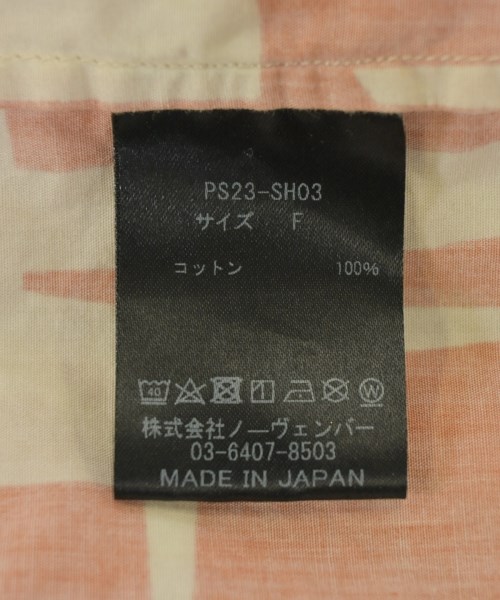 PS23-SH03
サイズ F
コットン 100%
40
株式会社ノーヴェンバー
03-6407-8503
MADE IN JAPAN